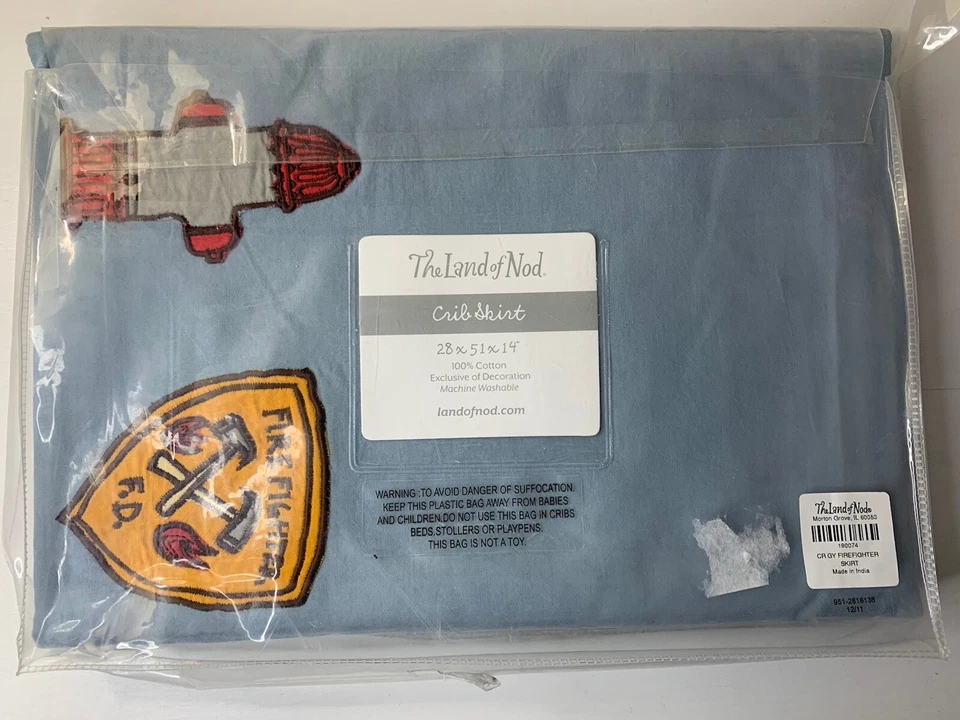 The Land of Nod®
Crib Skirt
28 x 51 x 14"
100% Cotton
Exclusive of Decoration
Machine Washable
landofnod.com
WARNING :TO AVOID DANGER OF SUFFOCATION
KEEP THIS PLASTIC BAG AWAY FROM BABIES
AND CHILDREN.DO NOT USE THIS BAG IN CRIBS
BEDS.STOLLERS OR PLAYPENS.
THIS BAG IS NOT A TOY.
FIRE FIGHTER
F.D.
The Land of Nod®
Morton Grove, IL 60053
190074
CR GY FIREFIGHTER
SKIRT
Made in India
951-2816138
12/11